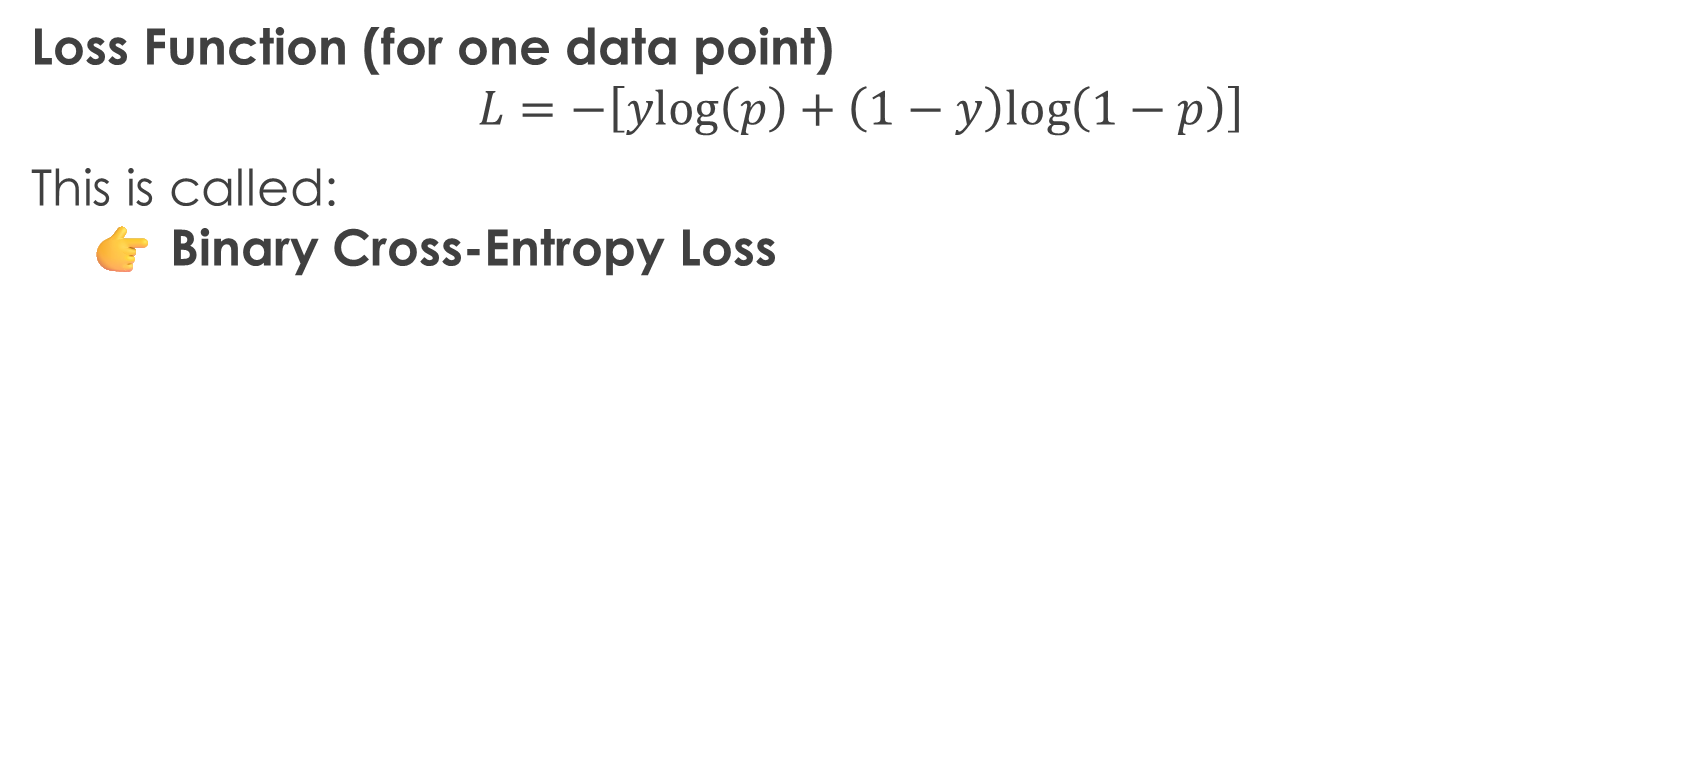 Loss Function (for one data point)
L = −[ylog(p) + (1 − y)log(1 − p)]
This is called:
👉 Binary Cross-Entropy Loss